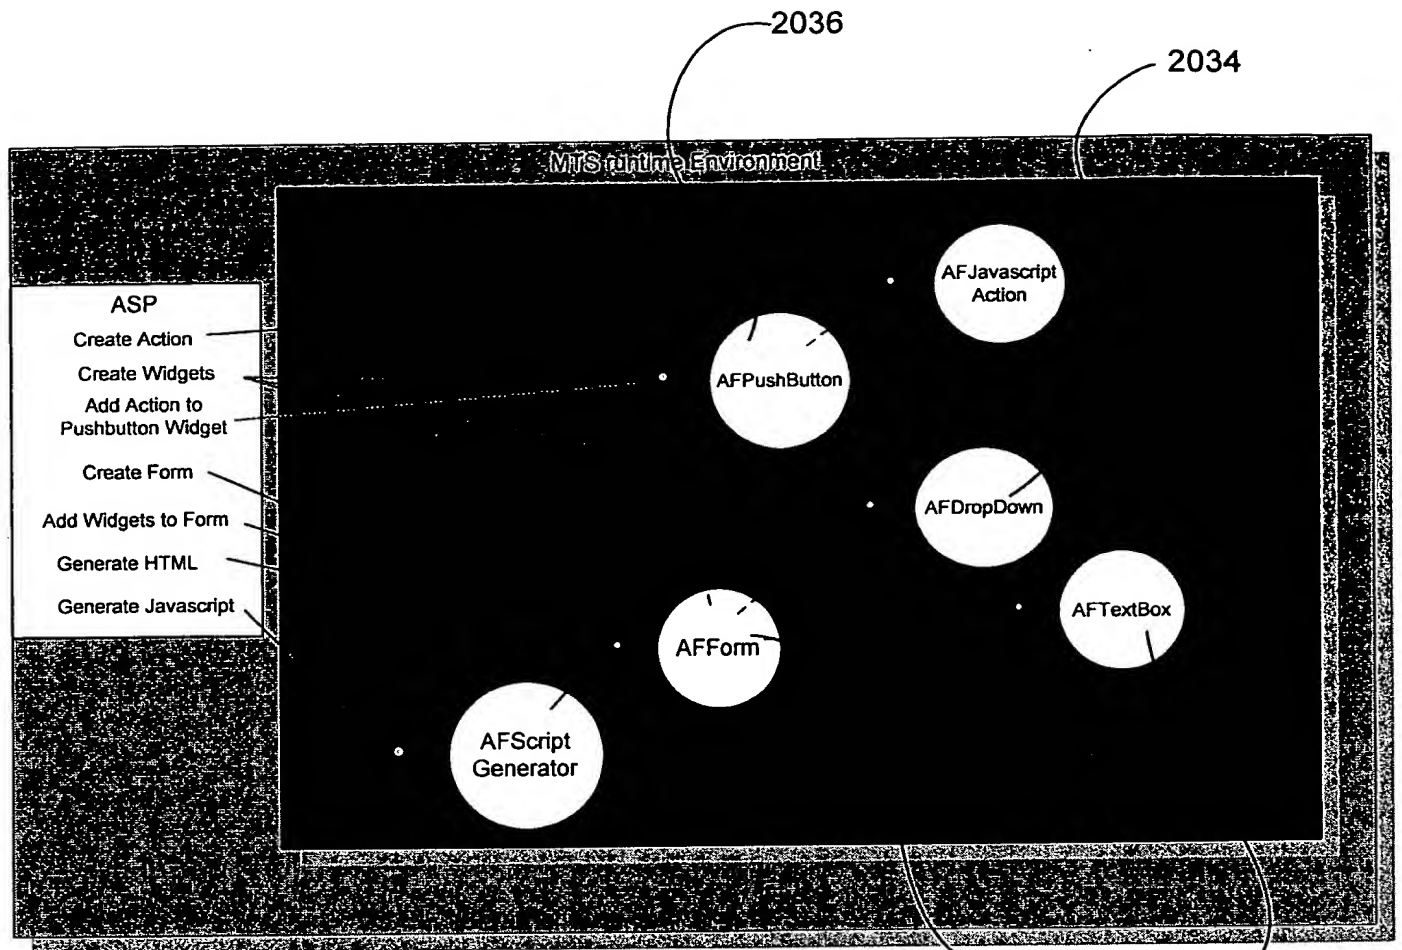 2036
2034
MTS runtime Environment
ASP
Create Action
Create Widgets
Add Action to
Pushbutton Widget
Create Form
Add Widgets to Form
Generate HTML
Generate Javascript
AFJavascript
Action
AFPushButton
AFDropDown
AFTextBox
AFForm
AFScript
Generator